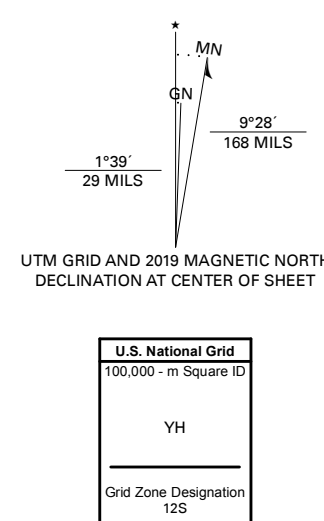 MN
GN
9°28´
168 MILS
1°39´
29 MILS
UTM GRID AND 2019 MAGNETIC NORTH
DECLINATION AT CENTER OF SHEET
U.S. National Grid
100,000 - m Square ID
YH
Grid Zone Designation
12S